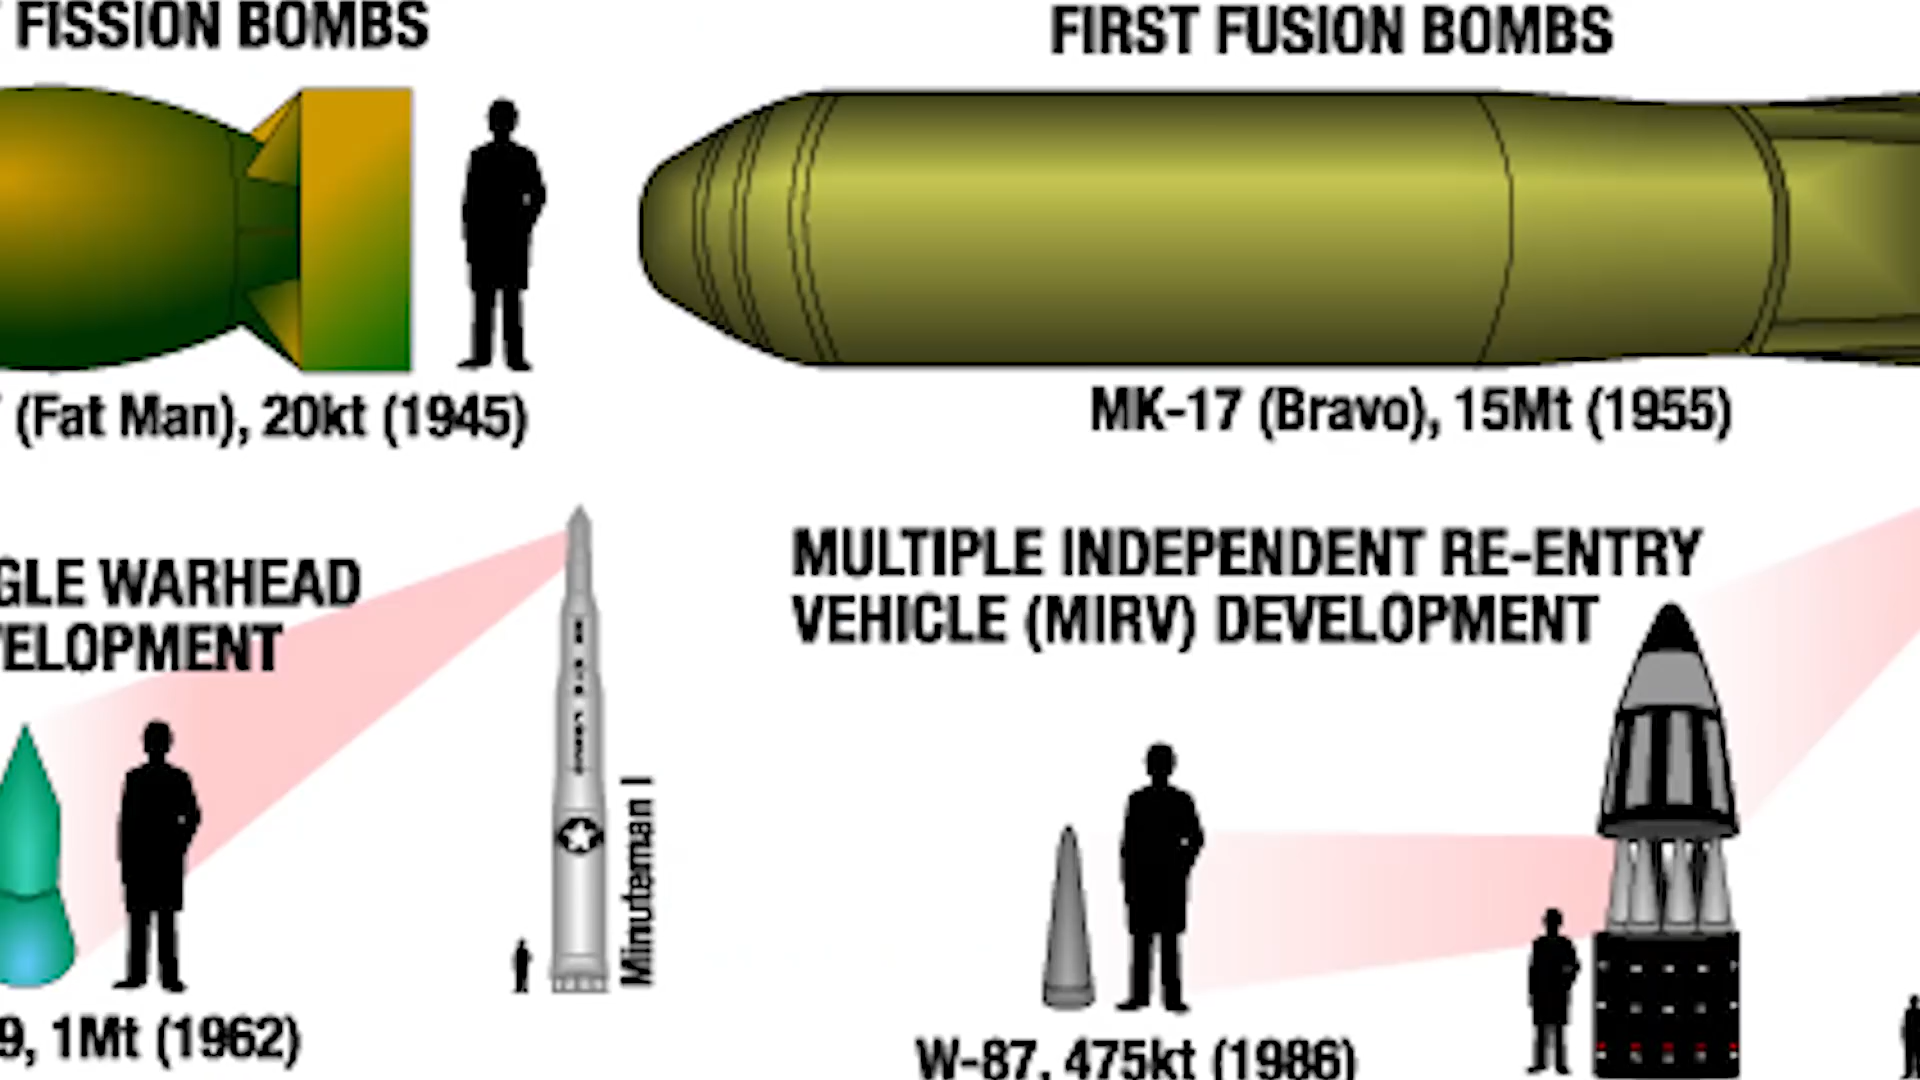 FISSION BOMBS
FIRST FUSION BOMBS
(Fat Man), 20kt (1945)
MK-17 (Bravo), 15Mt (1955)
GLE WARHEAD
ELOPMENT
MULTIPLE INDEPENDENT RE-ENTRY
VEHICLE (MIRV) DEVELOPMENT
Minuteman I
9, 1Mt (1962)
W-87, 475kt (1986)